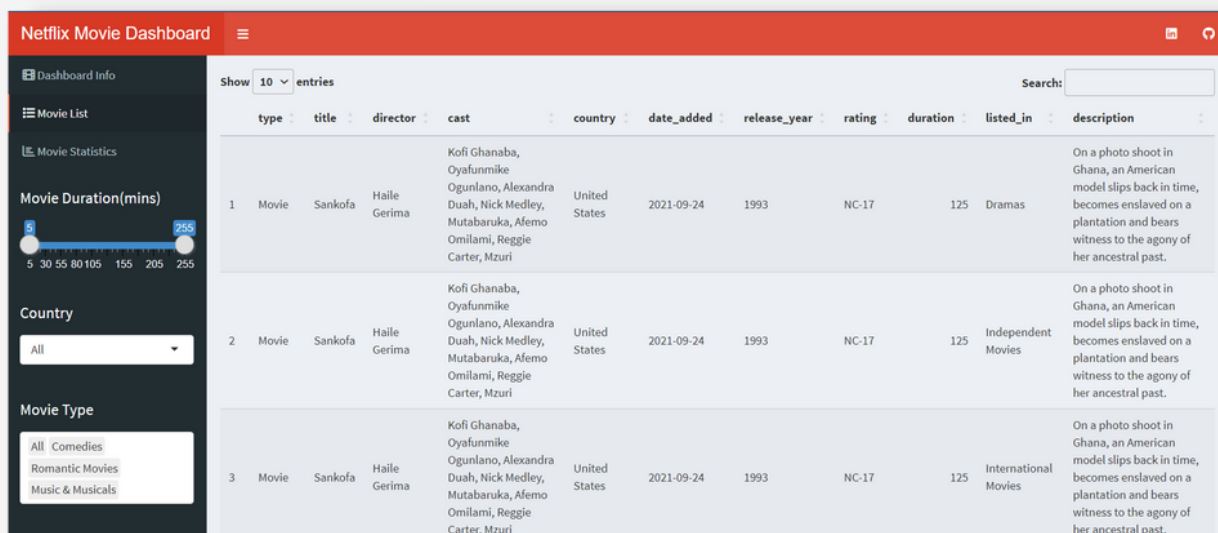 Netflix Movie Dashboard
Dashboard Info
Movie List
Movie Statistics
Movie Duration(mins)
5 255
5 30 55 80 105 155 205 255
Country
All
Movie Type
All Comedies
Romantic Movies
Music & Musicals
Show 10 entries
Search:
type title director cast country date_added release_year rating duration listed_in description
Kofi Ghanaba,
Oyafunmike
Ogunlano, Alexandra
Duah, Nick Medley,
Mutabaruka, Afemo
Omilami, Reggie
Carter, Mzuri
On a photo shoot in
Ghana, an American
model slips back in time,
becomes enslaved on a
plantation and bears
witness to the agony of
her ancestral past.
1 Movie Sankofa
Haile
Gerima
United
States
2021-09-24 1993 NC-17 125 Dramas
Kofi Ghanaba,
Oyafunmike
Ogunlano, Alexandra
Duah, Nick Medley,
Mutabaruka, Afemo
Omilami, Reggie
Carter, Mzuri
On a photo shoot in
Ghana, an American
model slips back in time,
becomes enslaved on a
plantation and bears
witness to the agony of
her ancestral past.
2 Movie Sankofa
Haile
Gerima
United
States
2021-09-24 1993 NC-17 125
Independent
Movies
Kofi Ghanaba,
Oyafunmike
Ogunlano, Alexandra
Duah, Nick Medley,
Mutabaruka, Afemo
Omilami, Reggie
Carter, Mzuri
On a photo shoot in
Ghana, an American
model slips back in time,
becomes enslaved on a
plantation and bears
witness to the agony of
her ancestral past.
3 Movie Sankofa
Haile
Gerima
United
States
2021-09-24 1993 NC-17 125
International
Movies